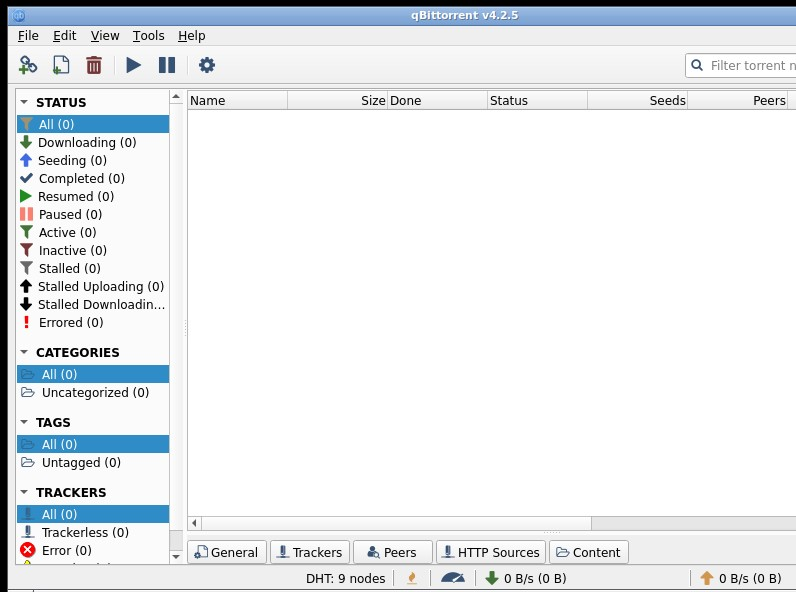 qBittorrent v4.2.5
File Edit View Tools Help
Filter torrent n
STATUS
All (0)
Downloading (0)
Seeding (0)
Completed (0)
Resumed (0)
Paused (0)
Active (0)
Inactive (0)
Stalled (0)
Stalled Uploading (0)
Stalled Downloadin...
Errored (0)
CATEGORIES
All (0)
Uncategorized (0)
TAGS
All (0)
Untagged (0)
TRACKERS
All (0)
Trackerless (0)
Error (0)
Name Size Done Status Seeds Peers
General Trackers Peers HTTP Sources Content
DHT: 9 nodes 0 B/s (0 B) 0 B/s (0 B)